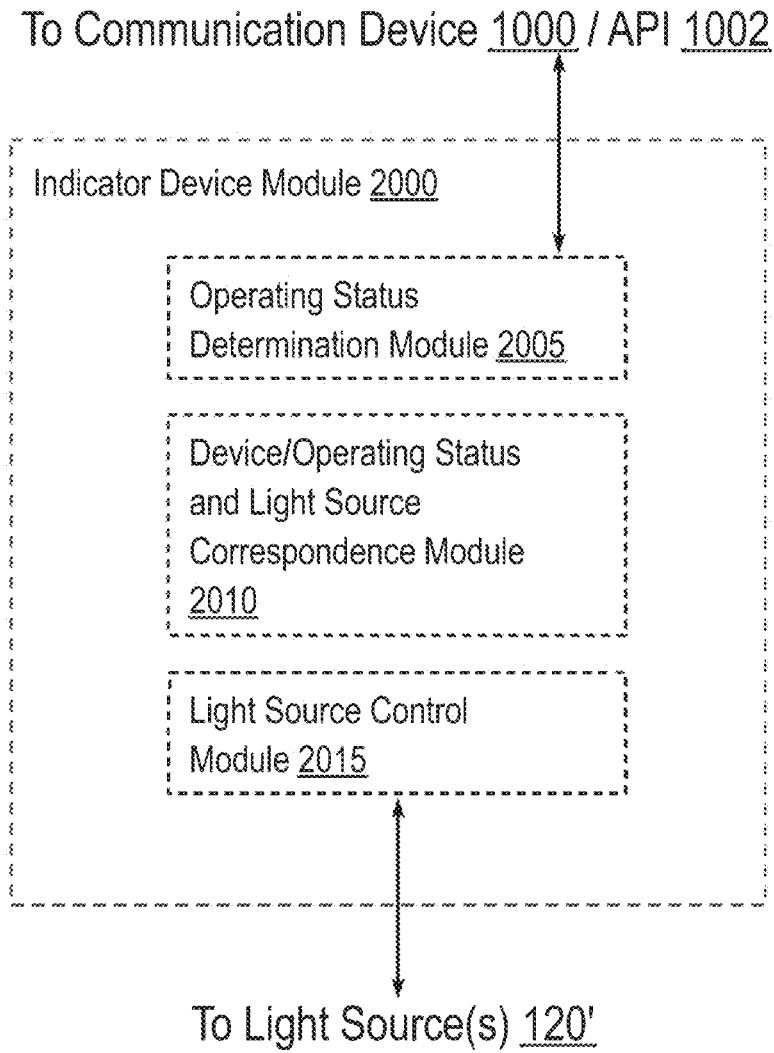 To Communication Device 1000 / API 1002
Indicator Device Module 2000
Operating Status
Determination Module 2005
Device/Operating Status
and Light Source
Correspondence Module
2010
Light Source Control
Module 2015
To Light Source(s) 120'